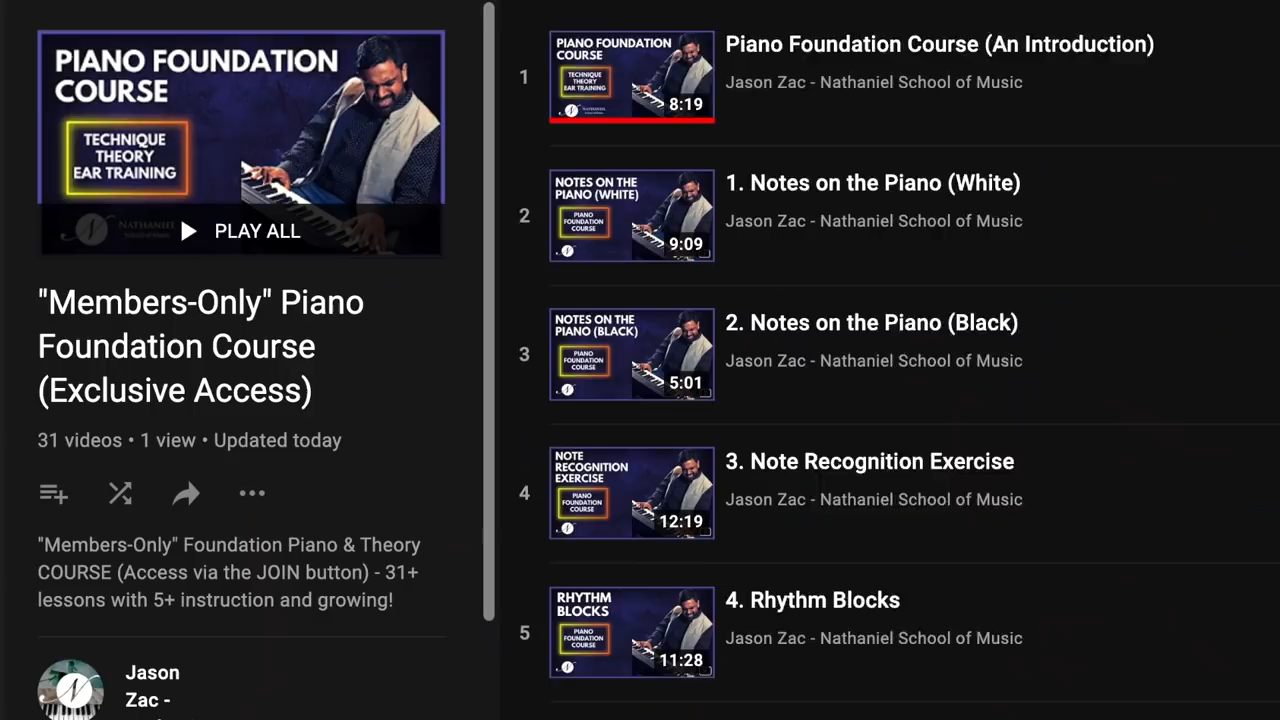 PIANO FOUNDATION
COURSE
TECHNIQUE
THEORY
EAR TRAINING
NATHANIEL
School of Music
PLAY ALL
"Members-Only" Piano
Foundation Course
(Exclusive Access)
31 videos • 1 view • Updated today
"Members-Only" Foundation Piano & Theory
COURSE (Access via the JOIN button) - 31+
lessons with 5+ instruction and growing!
Jason
Zac -
1
PIANO FOUNDATION
COURSE
TECHNIQUE
THEORY
EAR TRAINING
NATHANIEL
8:19
Piano Foundation Course (An Introduction)
Jason Zac - Nathaniel School of Music
2
NOTES ON THE
PIANO (WHITE)
PIANO
FOUNDATION
COURSE
9:09
1. Notes on the Piano (White)
Jason Zac - Nathaniel School of Music
3
NOTES ON THE
PIANO (BLACK)
PIANO
FOUNDATION
COURSE
5:01
2. Notes on the Piano (Black)
Jason Zac - Nathaniel School of Music
4
NOTE
RECOGNITION
EXERCISE
PIANO
FOUNDATION
COURSE
12:19
3. Note Recognition Exercise
Jason Zac - Nathaniel School of Music
5
RHYTHM
BLOCKS
PIANO
FOUNDATION
COURSE
11:28
4. Rhythm Blocks
Jason Zac - Nathaniel School of Music